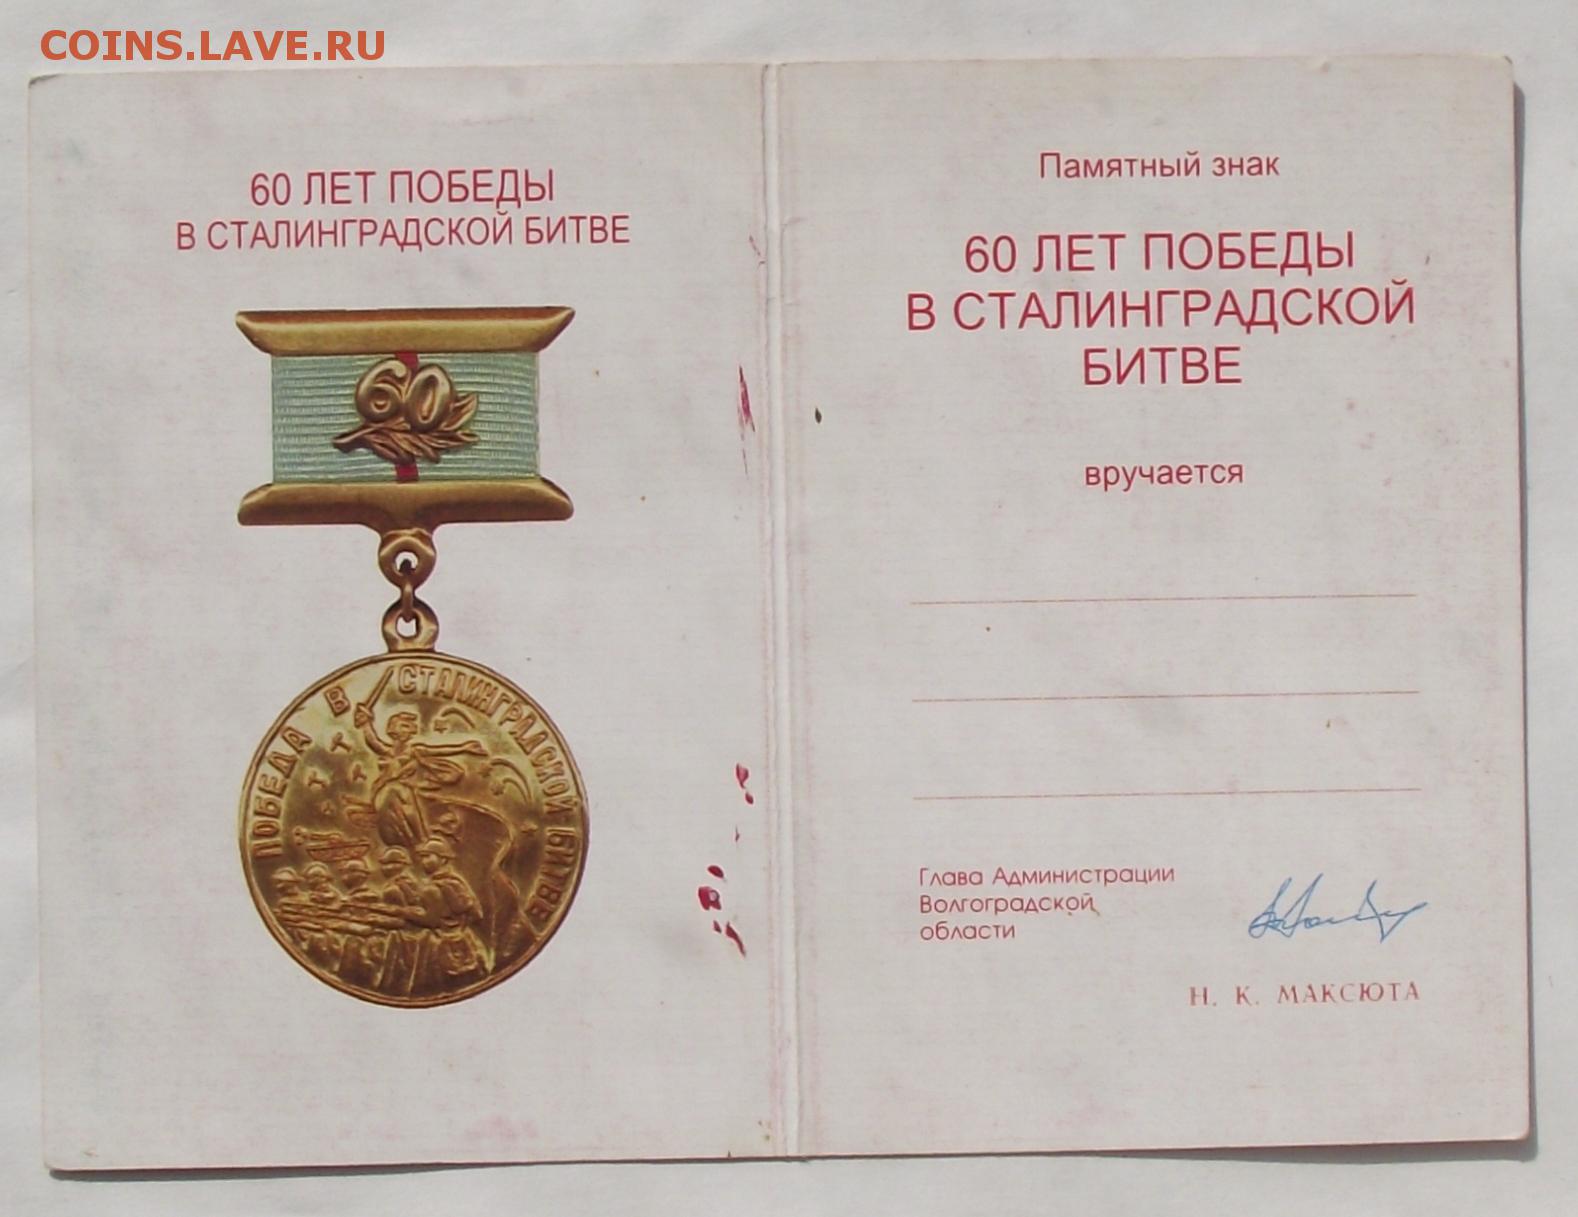 COINS.LAVE.RU
60 ЛЕТ ПОБЕДЫ
В СТАЛИНГРАДСКОЙ БИТВЕ
60
ПОБЕДА В СТАЛИНГРАДСКОЙ БИТВЕ
Памятный знак
60 ЛЕТ ПОБЕДЫ
В СТАЛИНГРАДСКОЙ
БИТВЕ
вручается
Глава Администрации
Волгоградской
области
Н. К. МАКСЮТА